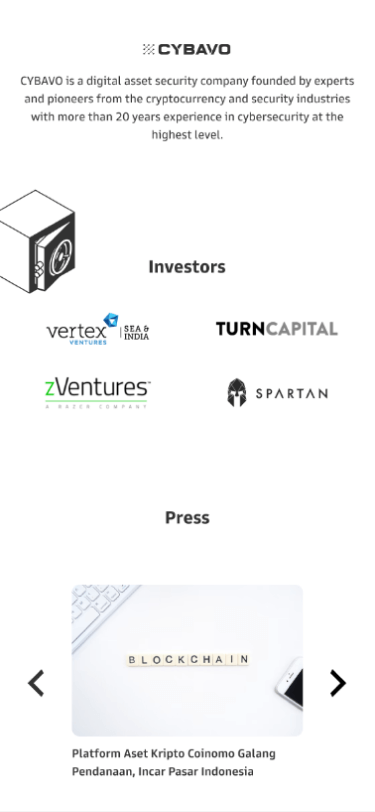 CYBAVO
CYBAVO is a digital asset security company founded by experts
and pioneers from the cryptocurrency and security industries
with more than 20 years experience in cybersecurity at the
highest level.
Investors
vertex VENTURES SEA & INDIA
TURNCAPITAL
zVentures
A RAZER COMPANY
SPARTAN
Press
BLOCKCHAIN
Platform Aset Kripto Coinomo Galang
Pendanaan, Incar Pasar Indonesia